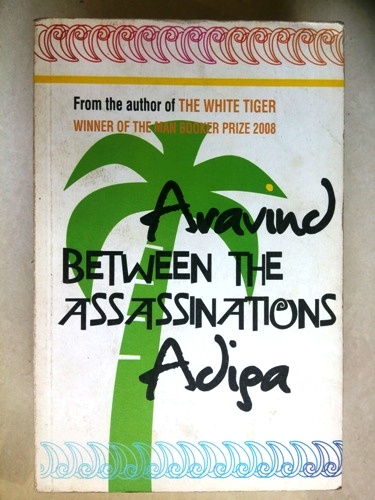 From the author of THE WHITE TIGER
WINNER OF THE MAN BOOKER PRIZE 2008
Aravind
BETWEEN THE
ASSASSINATIONS
Adiga